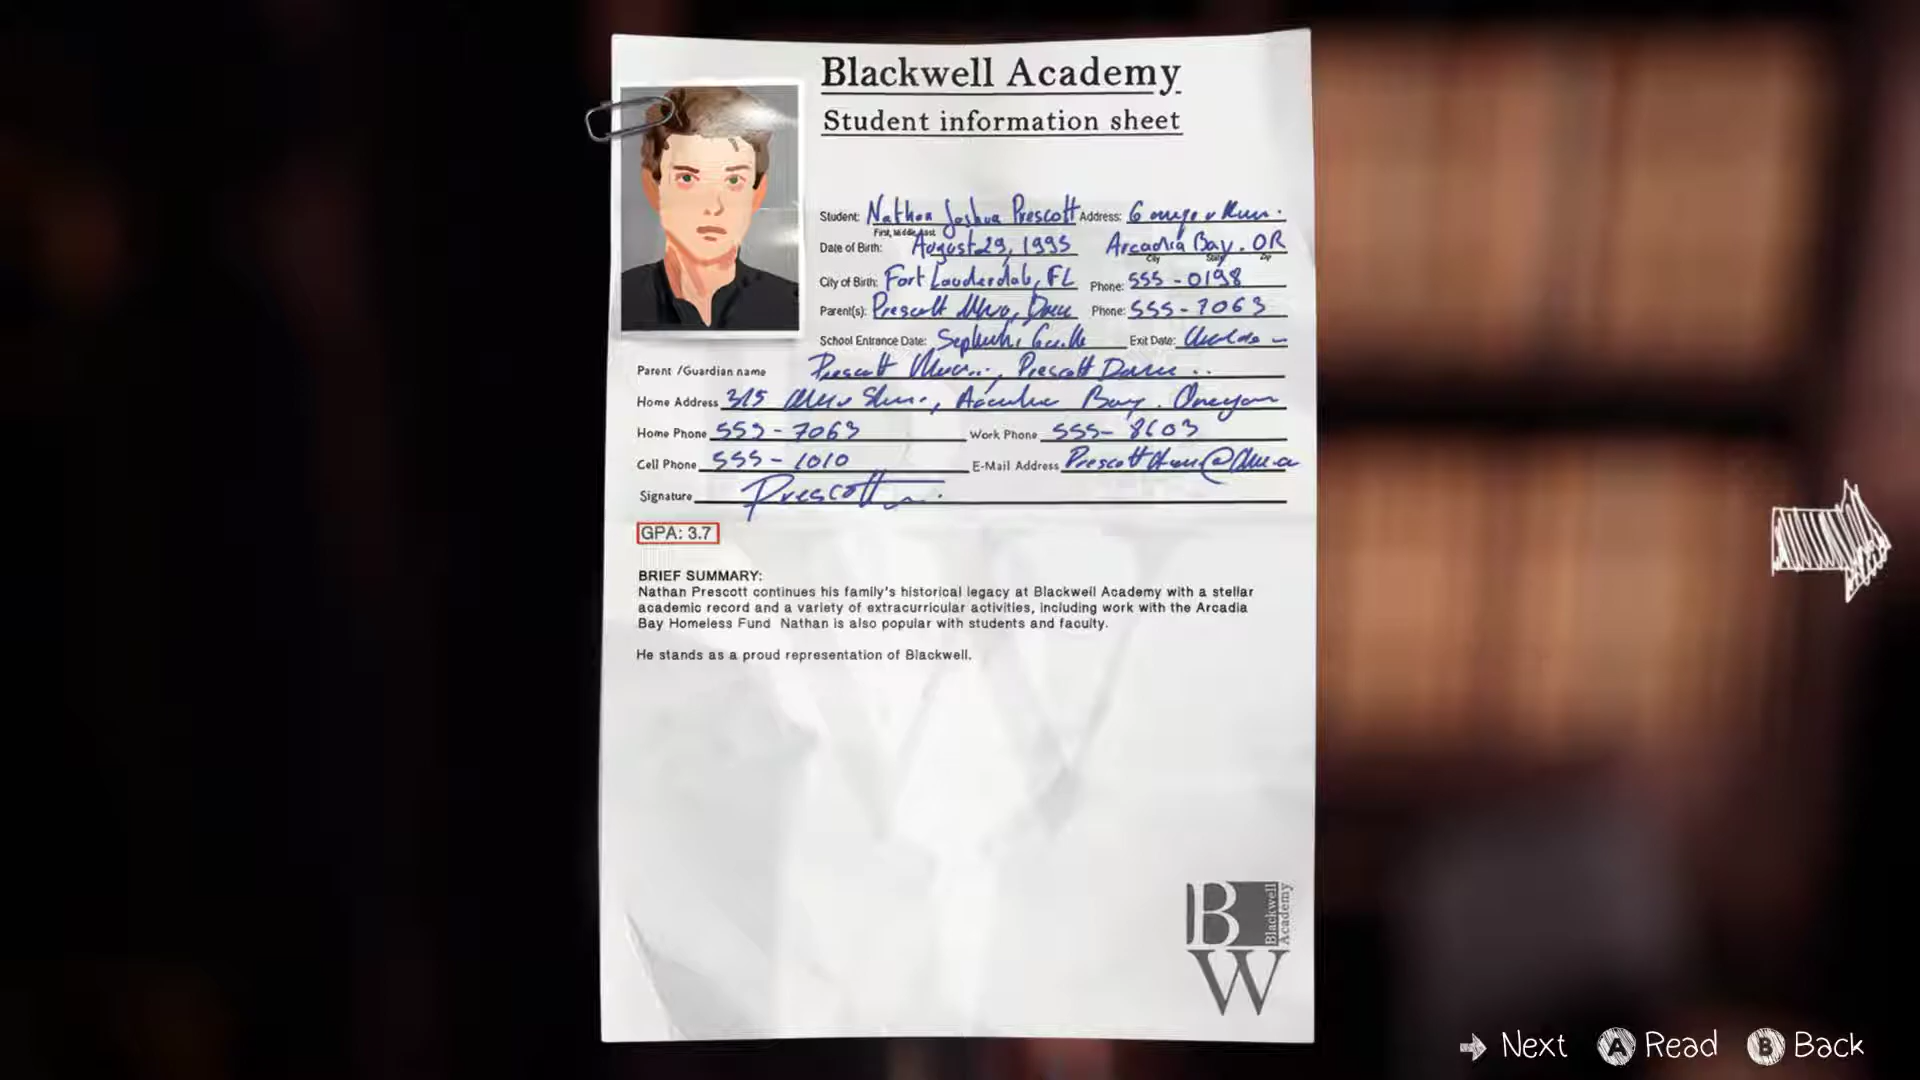 Blackwell Academy
Student information sheet
Student: Nathan Joshua Prescott Address:
First, Middle, Last
Date of Birth: August 29, 1995 Arcadia Bay. OR
City State Zip
City of Birth: Fort Lauderdale, FL Phone: 555-0198
Parent(s): Prescott Phone: 555-7063
School Entrance Date: Exit Date:
Parent /Guardian name Prescott Prescott
Home Address 315 Bay. Oregon
Home Phone 555-7063 Work Phone 555-8603
Cell Phone 555-1010 E-Mail Address Prescott
Signature Prescott
GPA: 3.7
BRIEF SUMMARY:
Nathan Prescott continues his family's historical legacy at Blackwell Academy with a stellar
academic record and a variety of extracurricular activities, including work with the Arcadia
Bay Homeless Fund Nathan is also popular with students and faculty.
He stands as a proud representation of Blackwell.
B
W
Blackwell
Academy
Next A Read B Back